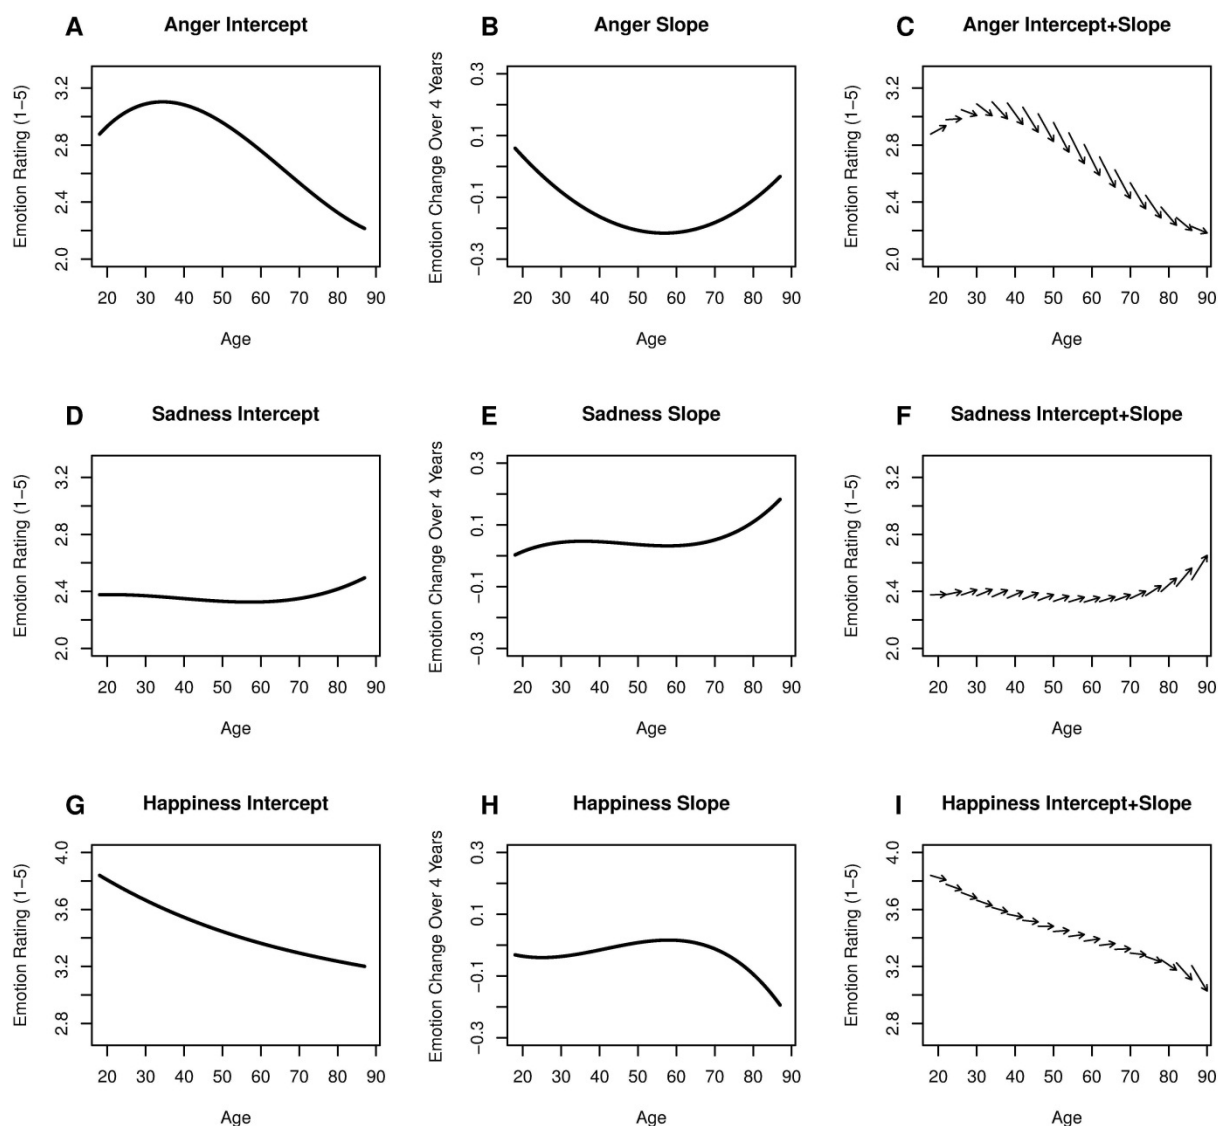 A Anger Intercept
Emotion Rating (1−5)
3.2
2.8
2.4
2.0
20 30 40 50 60 70 80 90
Age
B Anger Slope
Emotion Change Over 4 Years
0.3
0.1
−0.1
−0.3
20 30 40 50 60 70 80 90
Age
C Anger Intercept+Slope
Emotion Rating (1−5)
3.2
2.8
2.4
2.0
20 30 40 50 60 70 80 90
Age
D Sadness Intercept
Emotion Rating (1−5)
3.2
2.8
2.4
2.0
20 30 40 50 60 70 80 90
Age
E Sadness Slope
Emotion Change Over 4 Years
0.3
0.1
−0.1
−0.3
20 30 40 50 60 70 80 90
Age
F Sadness Intercept+Slope
Emotion Rating (1−5)
3.2
2.8
2.4
2.0
20 30 40 50 60 70 80 90
Age
G Happiness Intercept
Emotion Rating (1−5)
4.0
3.6
3.2
2.8
20 30 40 50 60 70 80 90
Age
H Happiness Slope
Emotion Change Over 4 Years
0.3
0.1
−0.1
−0.3
20 30 40 50 60 70 80 90
Age
I Happiness Intercept+Slope
Emotion Rating (1−5)
4.0
3.6
3.2
2.8
20 30 40 50 60 70 80 90
Age